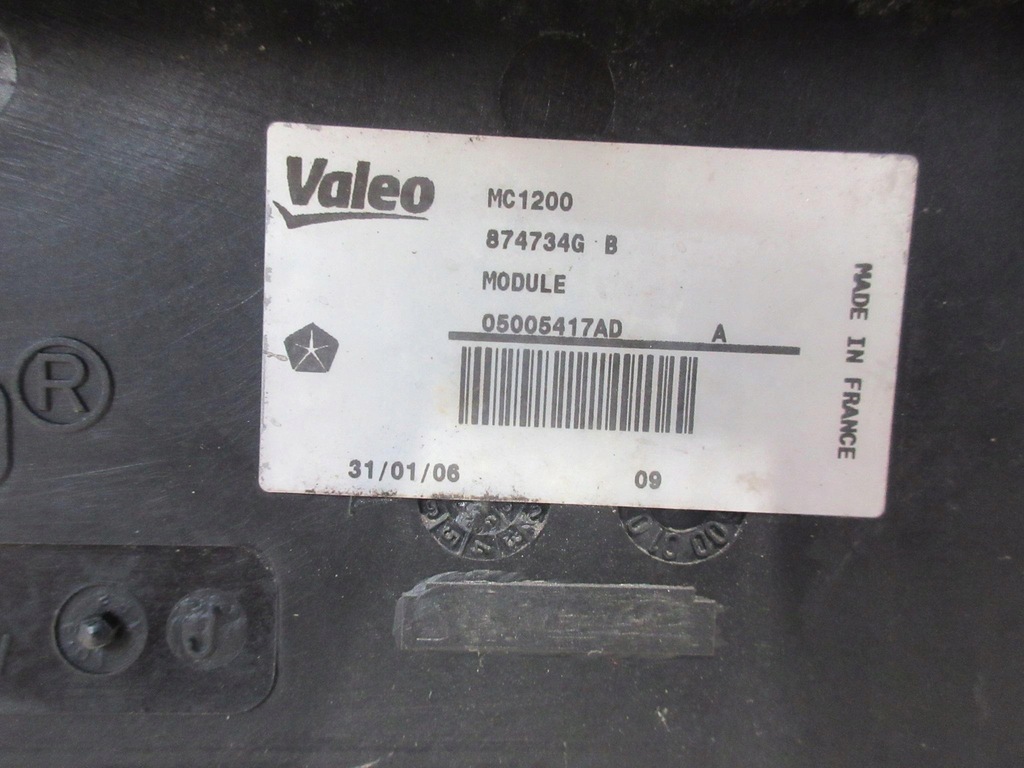 Valeo
MC1200
874734G B
MODULE
05005417AD A
31/01/06 09
MADE IN FRANCE
®
J